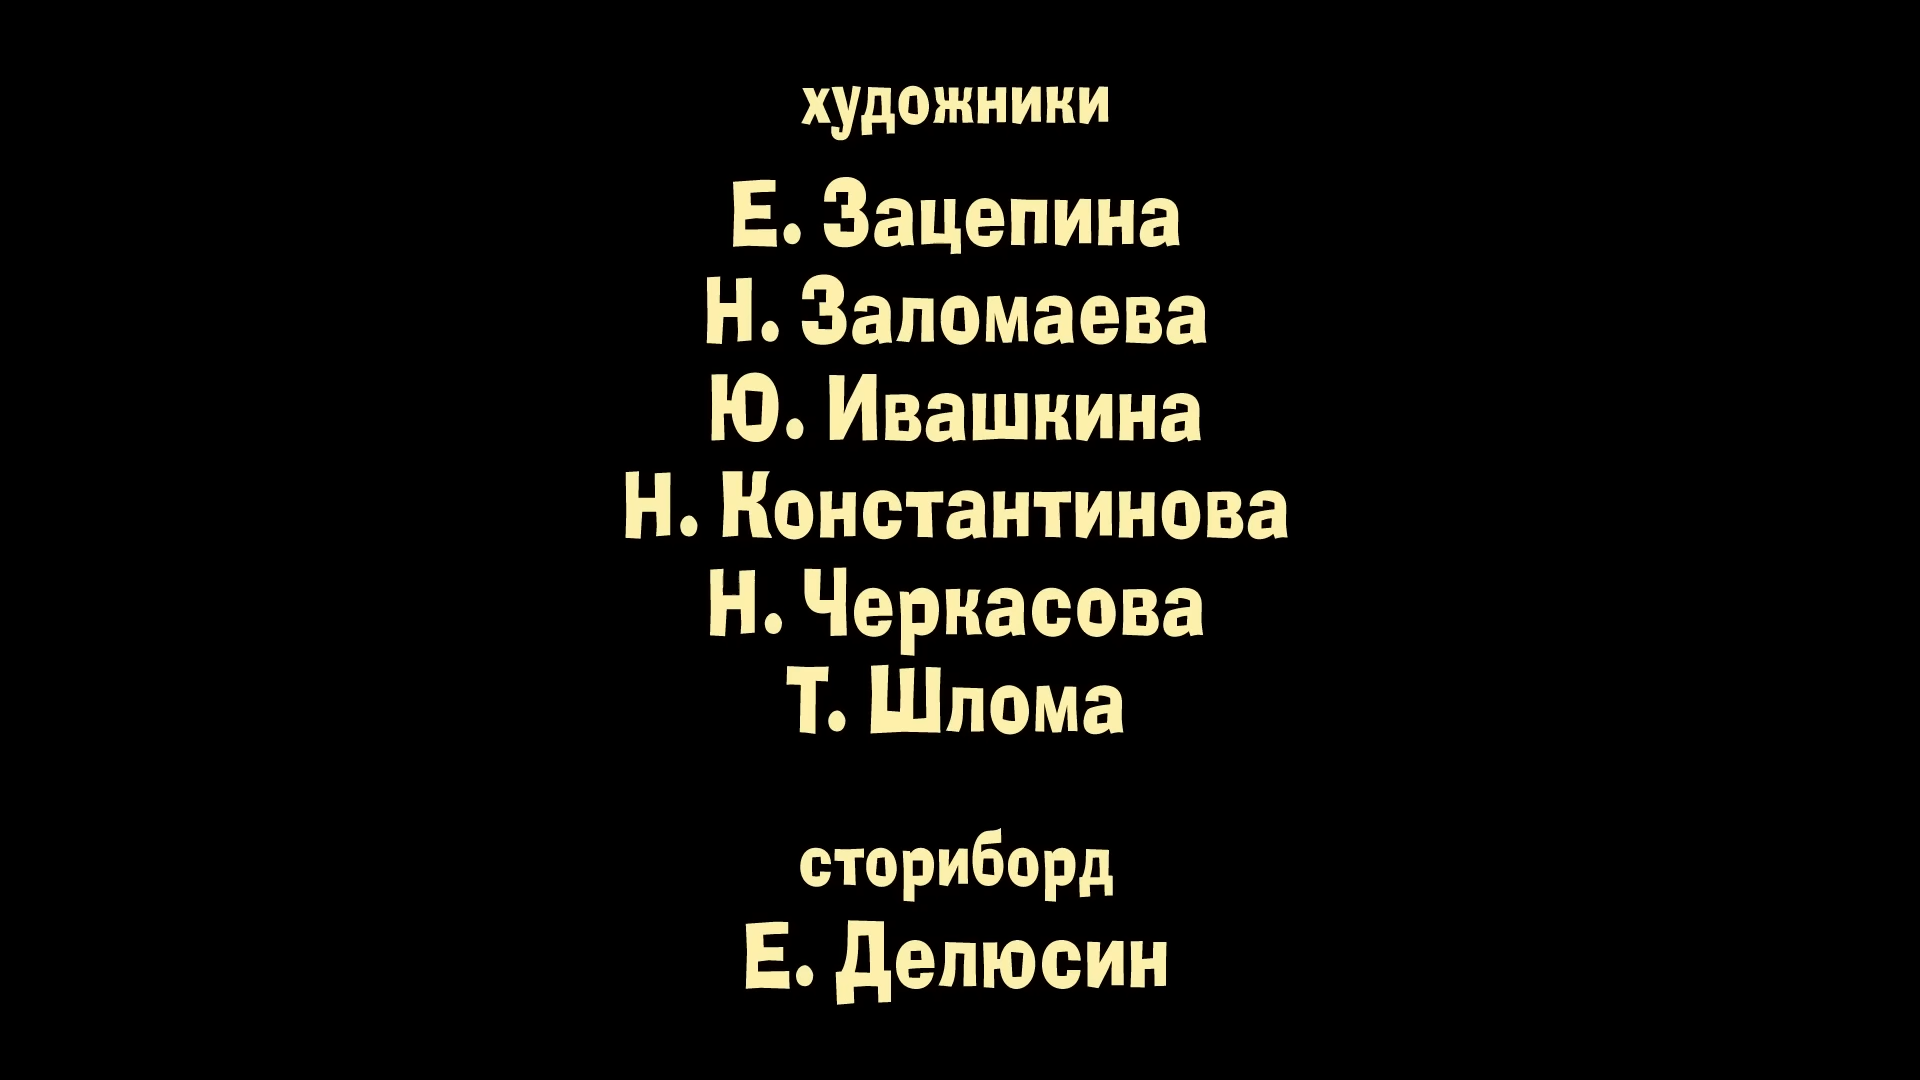 художники
Е. Зацепина
Н. Заломаева
Ю. Ивашкина
Н. Константинова
Н. Черкасова
Т. Шлома
сториборд
Е. Делюсин